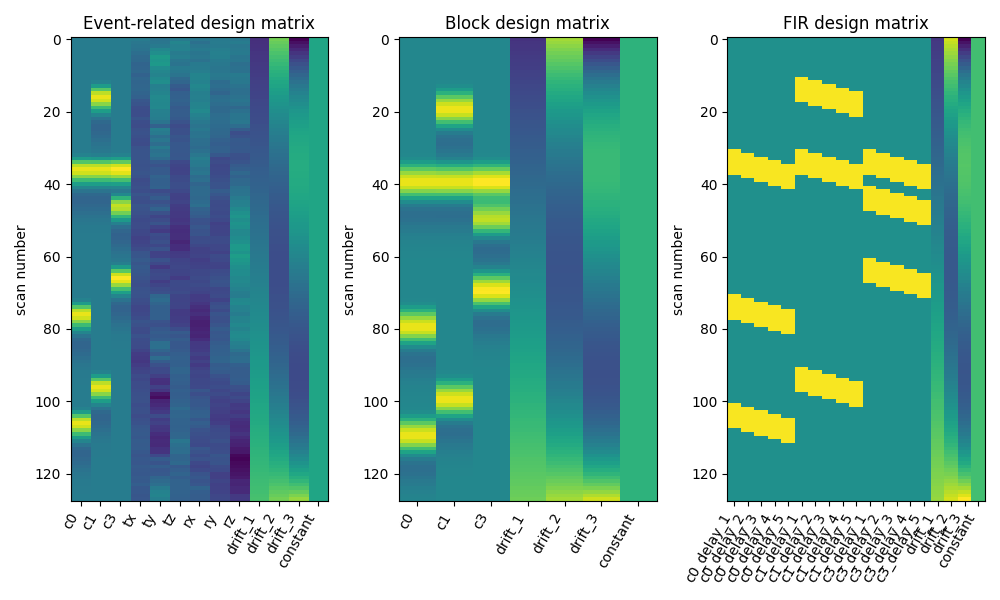 Event-related design matrix
Block design matrix
FIR design matrix
scan number
0
20
40
60
80
100
120
c0
c1
c3
tx
ty
tz
rx
ry
rz
drift_1
drift_2
drift_3
constant
scan number
0
20
40
60
80
100
120
c0
c1
c3
drift_1
drift_2
drift_3
constant
scan number
0
20
40
60
80
100
120
c0_delay_1
c0_delay_2
c0_delay_3
c0_delay_4
c0_delay_5
c1_delay_1
c1_delay_2
c1_delay_3
c1_delay_4
c1_delay_5
c3_delay_1
c3_delay_2
c3_delay_3
c3_delay_4
c3_delay_5
drift_1
drift_2
drift_3
constant